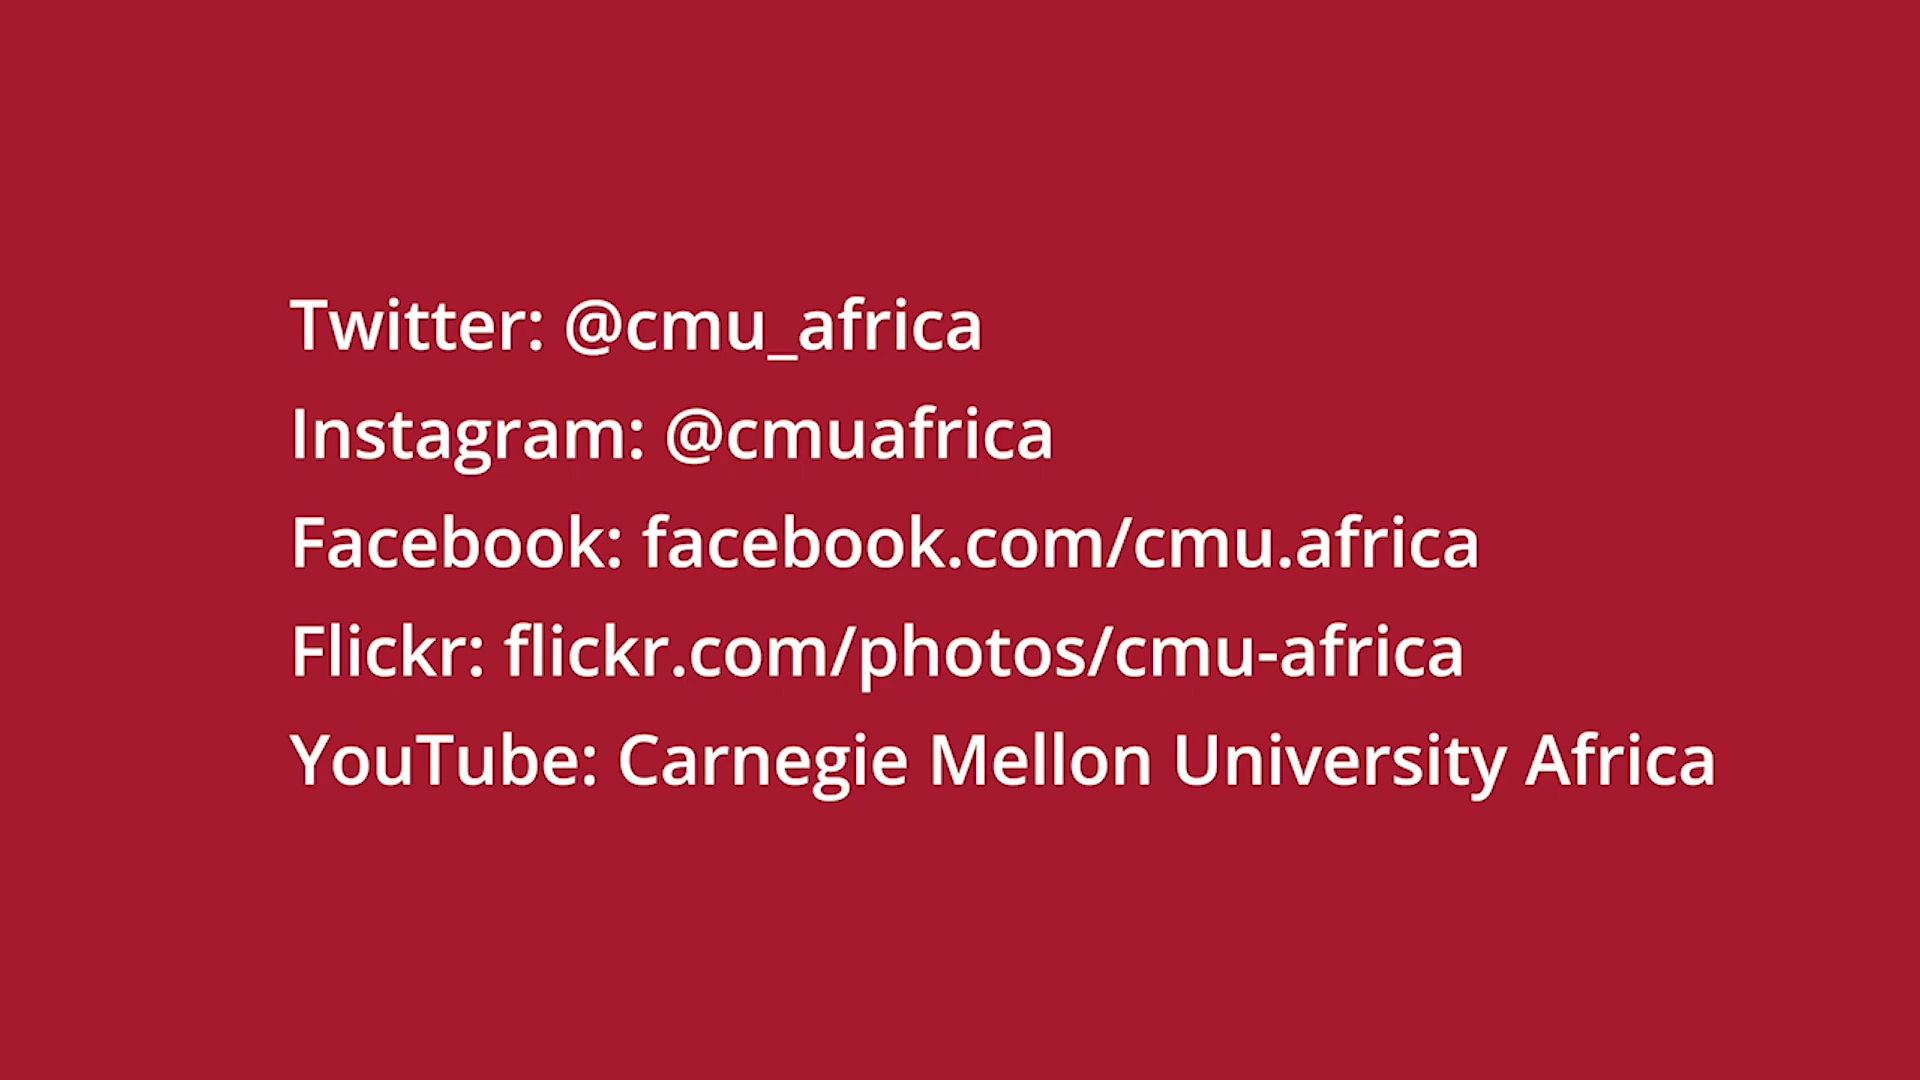 Twitter: @cmu_africa
Instagram: @cmuafrica
Facebook: facebook.com/cmu.africa
Flickr: flickr.com/photos/cmu-africa
YouTube: Carnegie Mellon University Africa